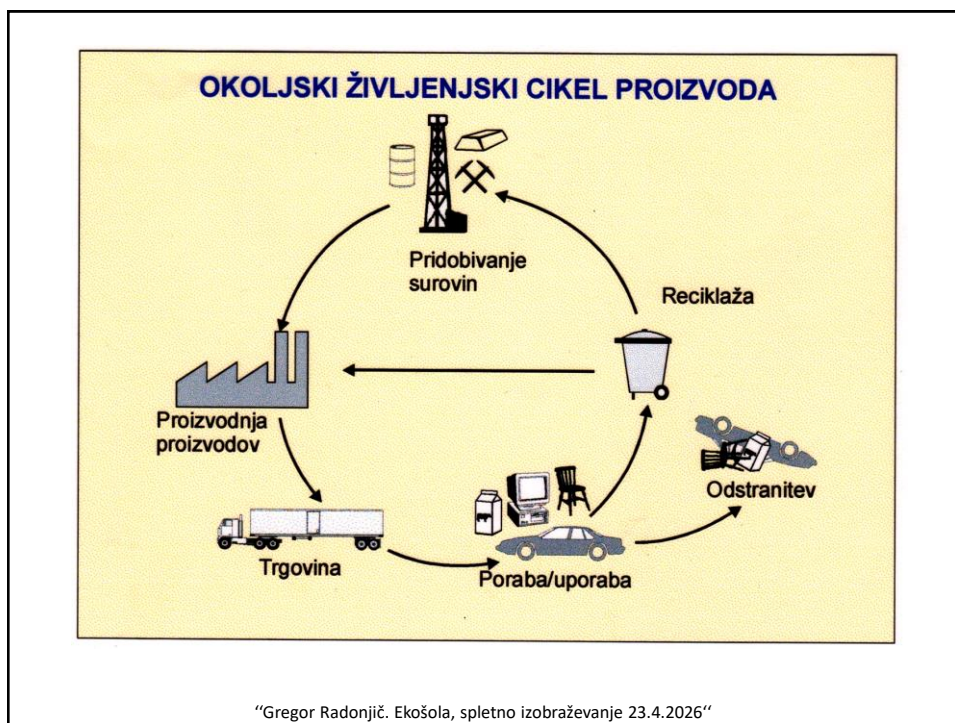 OKOLJSKI ŽIVLJENJSKI CIKEL PROIZVODA
Pridobivanje
surovin
Reciklaža
Proizvodnja
proizvodov
Odstranitev
Trgovina
Poraba/uporaba
“Gregor Radonjič. Ekošola, spletno izobraževanje 23.4.2026“